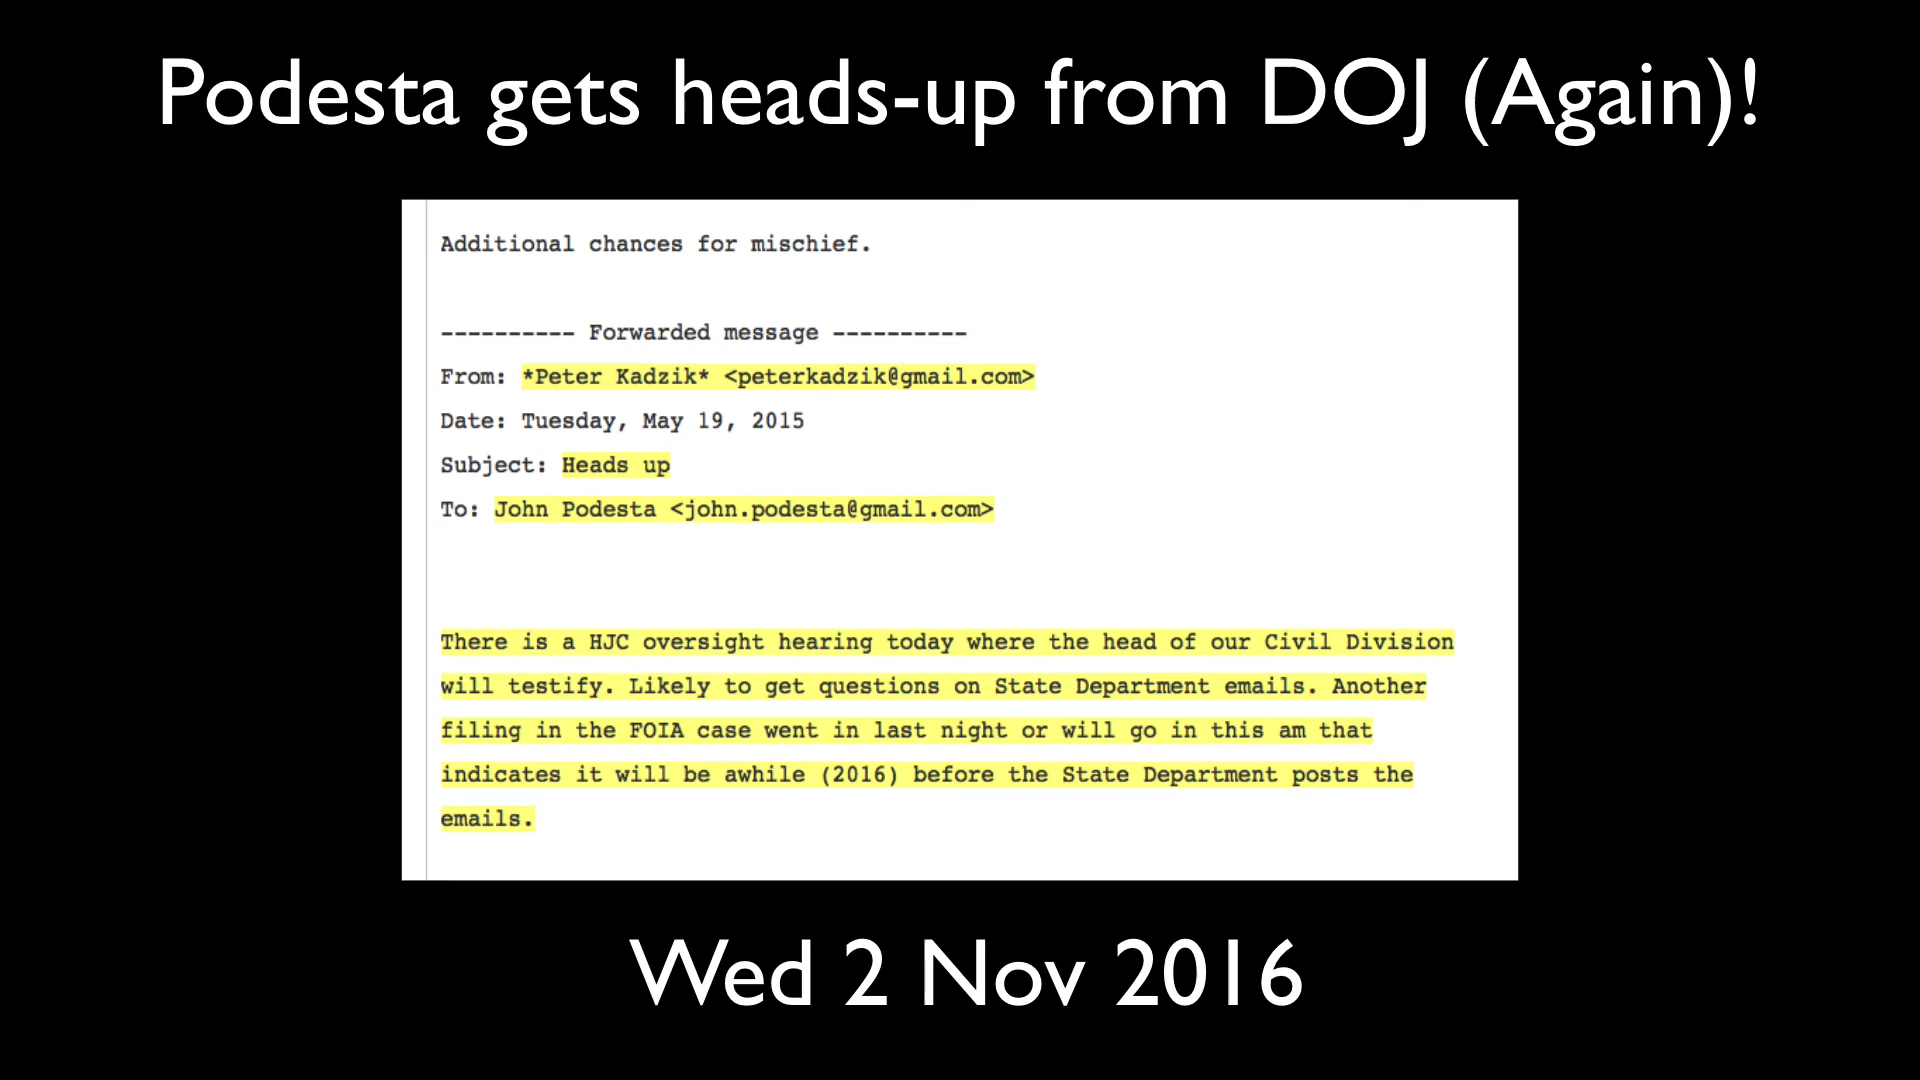 Podesta gets heads-up from DOJ (Again)!
Additional chances for mischief.
---------- Forwarded message ----------
From: *Peter Kadzik* <peterkadzik@gmail.com>
Date: Tuesday, May 19, 2015
Subject: Heads up
To: John Podesta <john.podesta@gmail.com>
There is a HJC oversight hearing today where the head of our Civil Division
will testify. Likely to get questions on State Department emails. Another
filing in the FOIA case went in last night or will go in this am that
indicates it will be awhile (2016) before the State Department posts the
emails.
Wed 2 Nov 2016